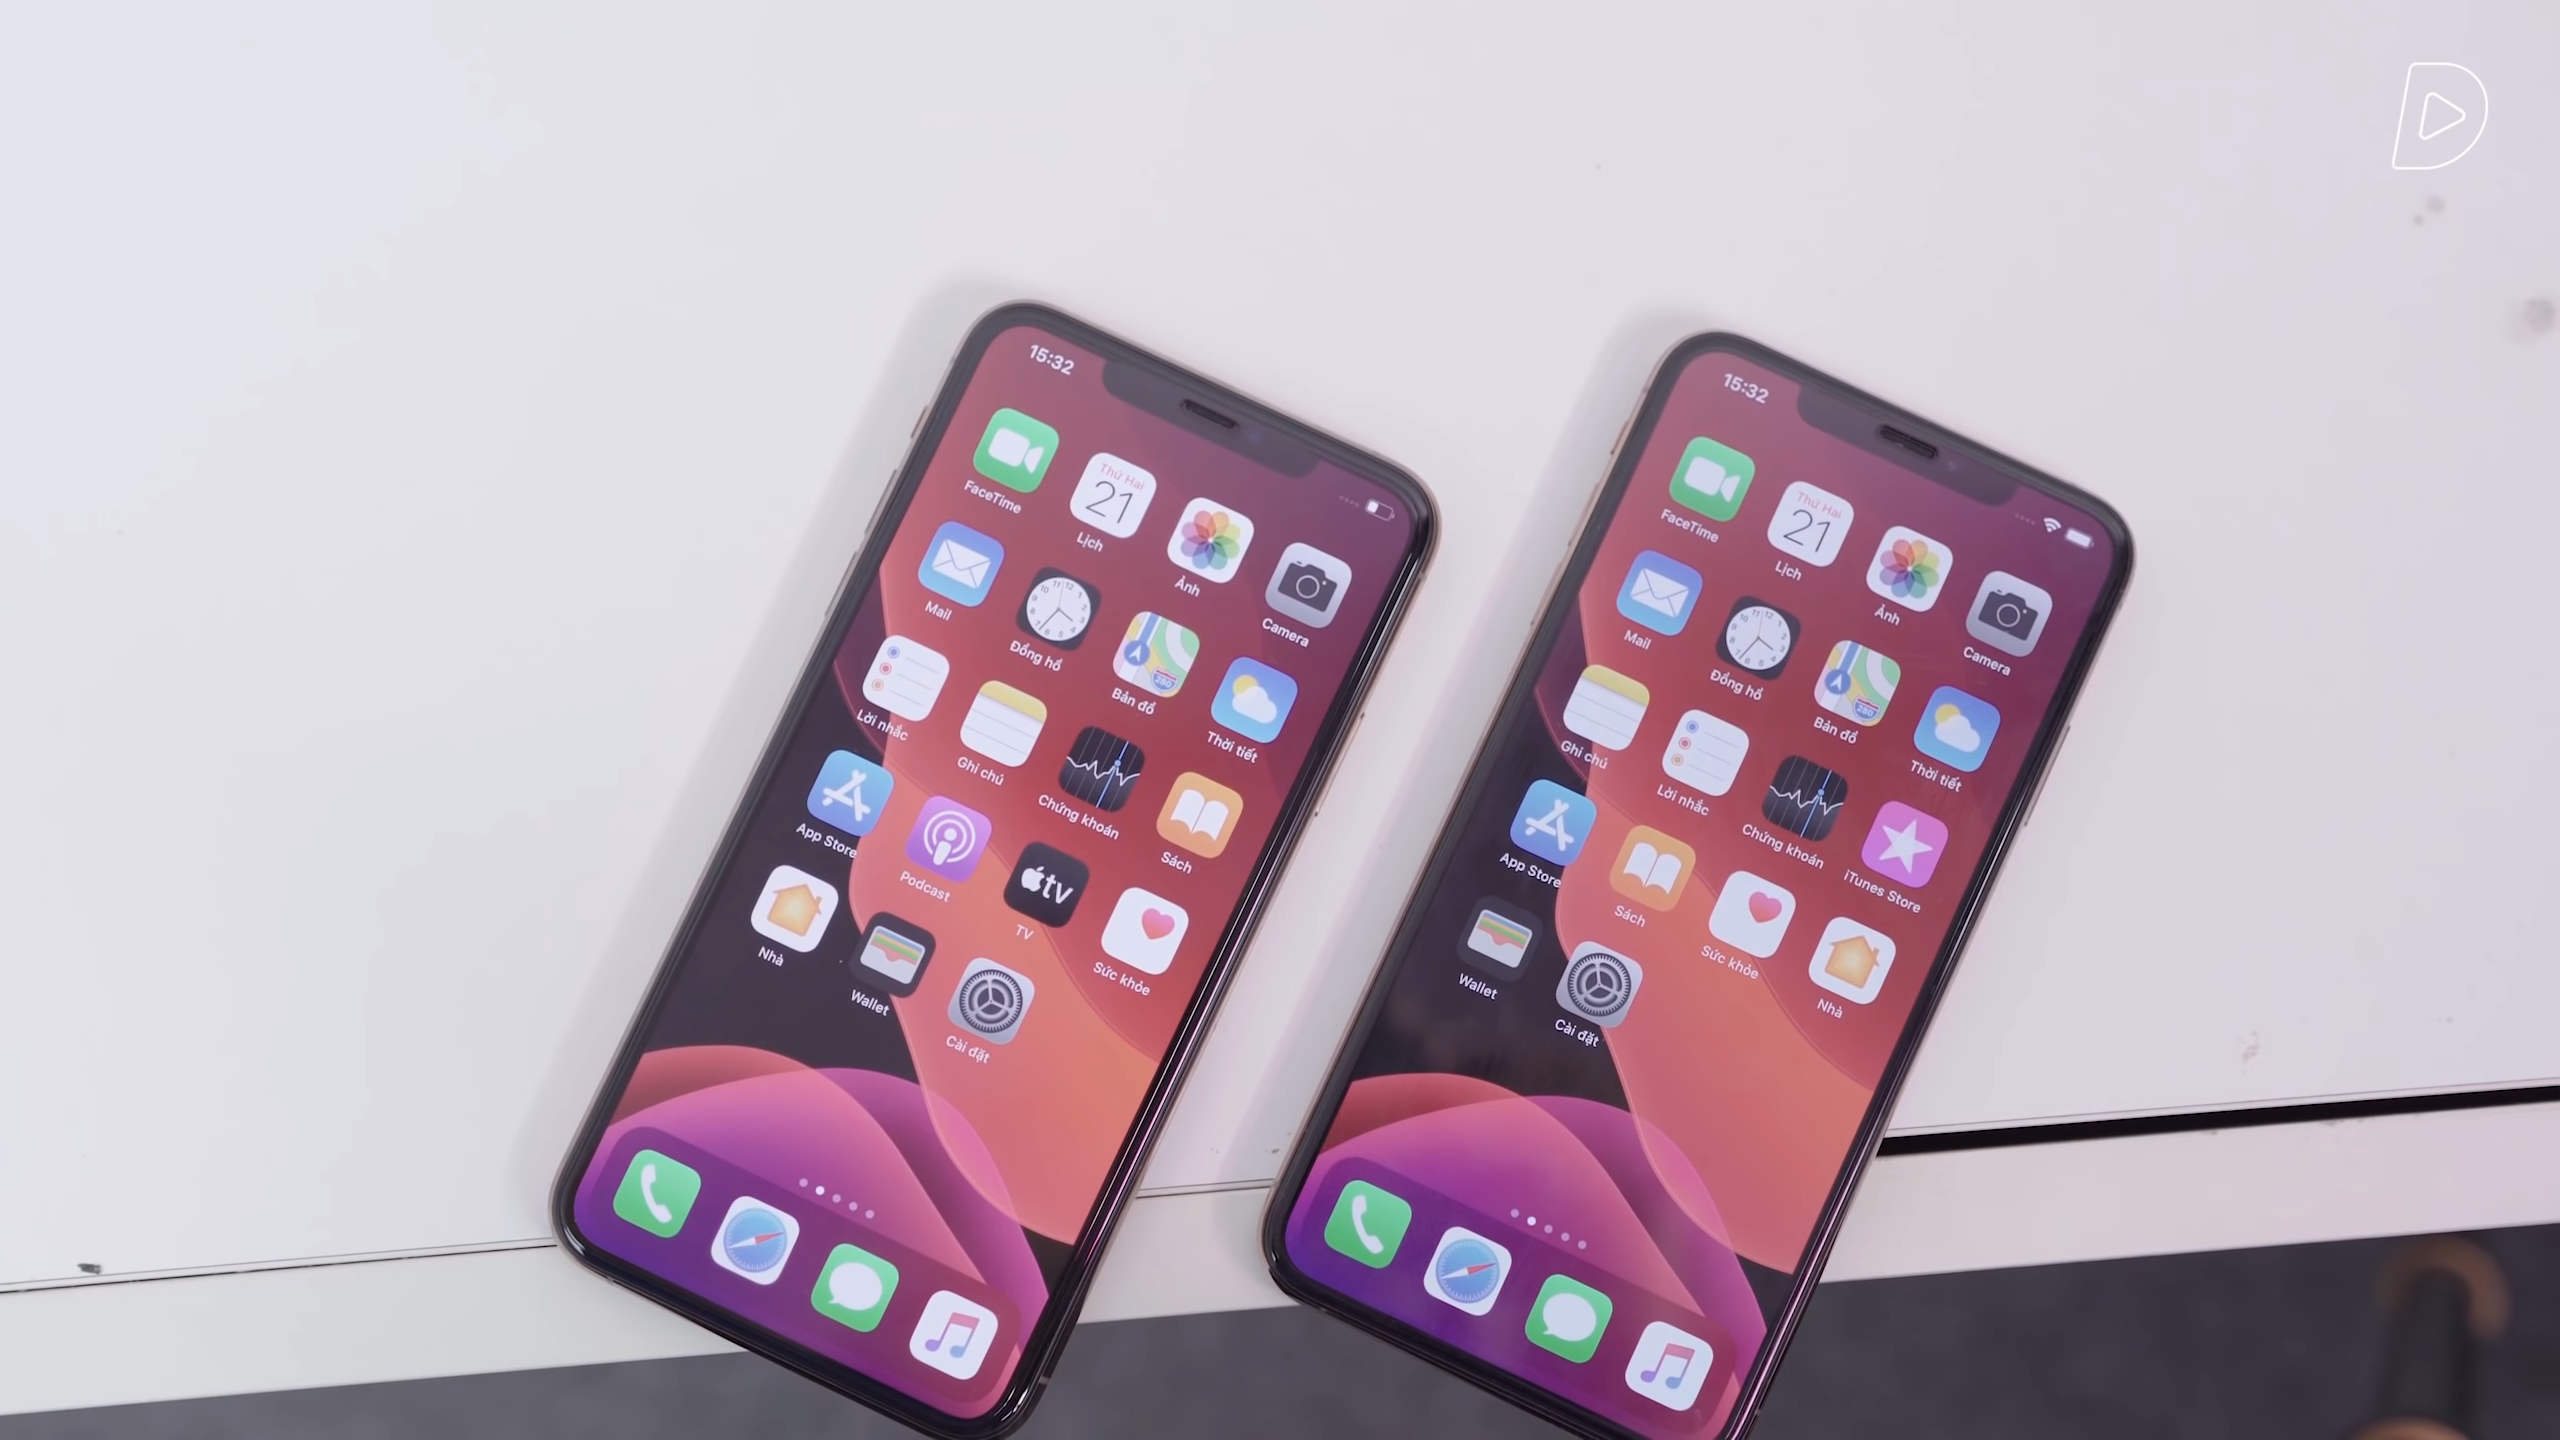 15:32
FaceTime
Thứ Hai
21
Lịch
Ảnh
Camera
Mail
Đồng hồ
280
Bản đồ
Thời tiết
Lời nhắc
Ghi chú
Chứng khoán
Sách
App Store
Podcast
tv
TV
Sức khỏe
Nhà
Wallet
Cài đặt
15:32
FaceTime
Thứ Hai
21
Lịch
Ảnh
Camera
Mail
Đồng hồ
280
Bản đồ
Thời tiết
Ghi chú
Lời nhắc
Chứng khoán
iTunes Store
App Store
Sách
Sức khỏe
Nhà
Wallet
Cài đặt